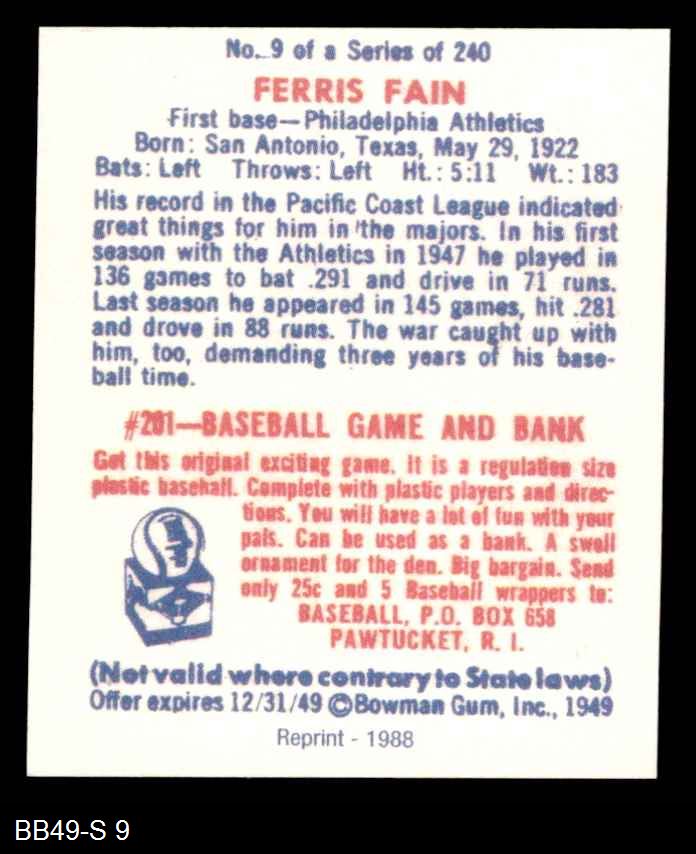 No. 9 of a Series of 240
FERRIS FAIN
First base—Philadelphia Athletics
Born: San Antonio, Texas, May 29, 1922
Bats: Left Throws: Left Ht.: 5:11 Wt.: 183
His record in the Pacific Coast League indicated
great things for him in the majors. In his first
season with the Athletics in 1947 he played in
136 games to bat .291 and drive in 71 runs.
Last season he appeared in 145 games, hit .281
and drove in 88 runs. The war caught up with
him, too, demanding three years of his base-
ball time.
#201—BASEBALL GAME AND BANK
Get this original exciting game. It is a regulation size
plastic baseball. Complete with plastic players and direc-
tions. You will have a lot of fun with your
pals. Can be used as a bank. A swell
ornament for the den. Big bargain. Send
only 25c and 5 Baseball wrappers to:
BASEBALL, P.O. BOX 658
PAWTUCKET, R. I.
(Not valid where contrary to State laws)
Offer expires 12/31/49 ©Bowman Gum, Inc., 1949
Reprint - 1988
BB49-S 9